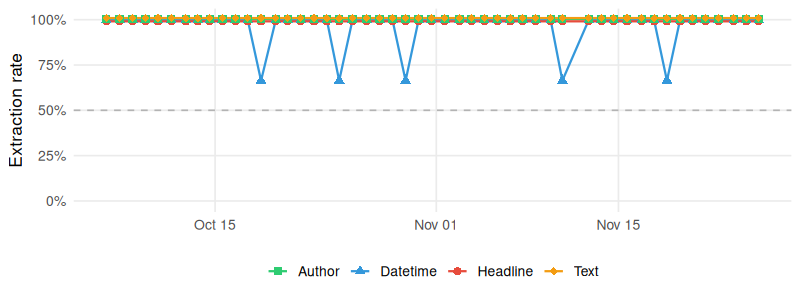 Extraction rate
100%
75%
50%
25%
0%
Oct 15 Nov 01 Nov 15
Author Datetime Headline Text